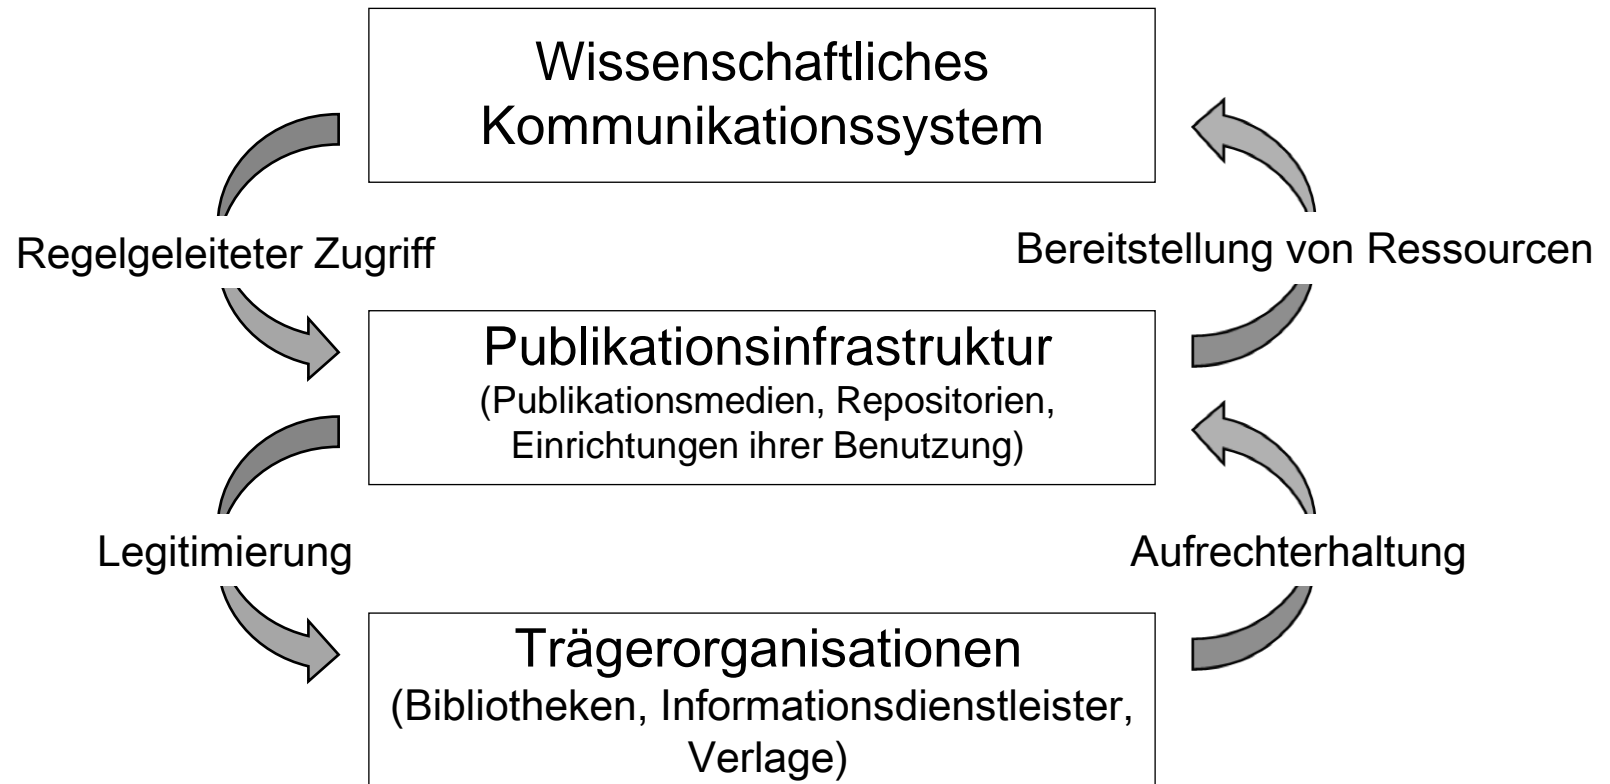 Wissenschaftliches
Kommunikationssystem
Regelgeleiteter Zugriff
Bereitstellung von Ressourcen
Publikationsinfrastruktur
(Publikationsmedien, Repositorien,
Einrichtungen ihrer Benutzung)
Legitimierung
Aufrechterhaltung
Trägerorganisationen
(Bibliotheken, Informationsdienstleister,
Verlage)